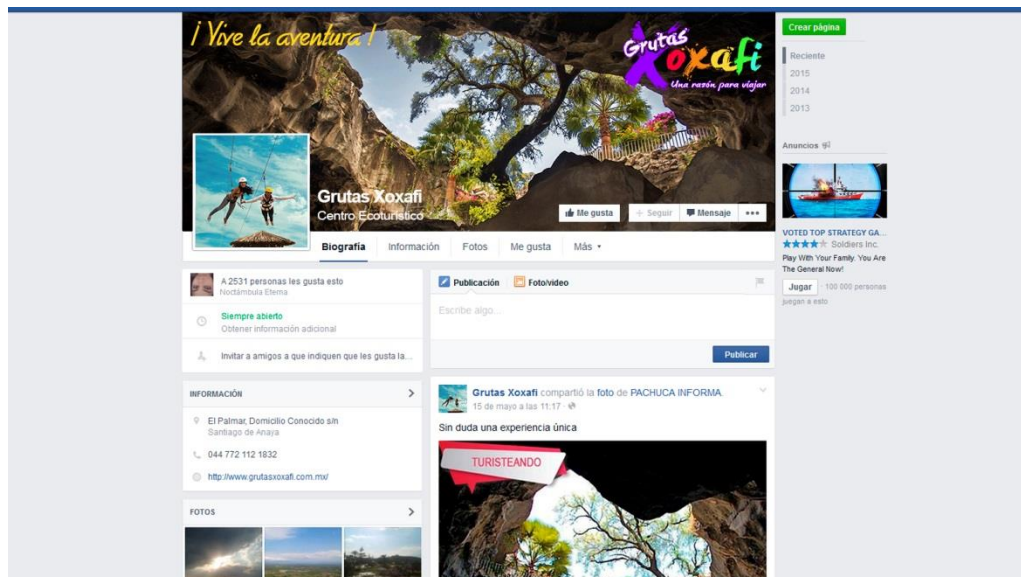 ¡ Vive la aventura !
Grutas
Xoxafi
Una razón para viajar
Grutas Xoxafi
Centro Ecoturístico
Me gusta
+ Seguir
Mensaje
Biografía Información Fotos Me gusta Más
A 2531 personas les gusta esto
Noctámbula Eterna
Siempre abierto
Obtener información adicional
Invitar a amigos a que indiquen que les gusta la...
INFORMACIÓN
El Palmar, Domicilio Conocido s/n
Santiago de Anaya
044 772 112 1832
http://www.grutasxoxafi.com.mx/
FOTOS
Publicación Foto/video
Escribe algo...
Publicar
Grutas Xoxafi compartió la foto de PACHUCA INFORMA.
15 de mayo a las 11:17 ·
Sin duda una experiencia única
TURISTEANDO
Crear página
Reciente
2015
2014
2013
Anuncios
VOTED TOP STRATEGY GA...
Soldiers Inc.
Play With Your Family. You Are
The General Now!
Jugar · 100 000 personas
juegan a esto